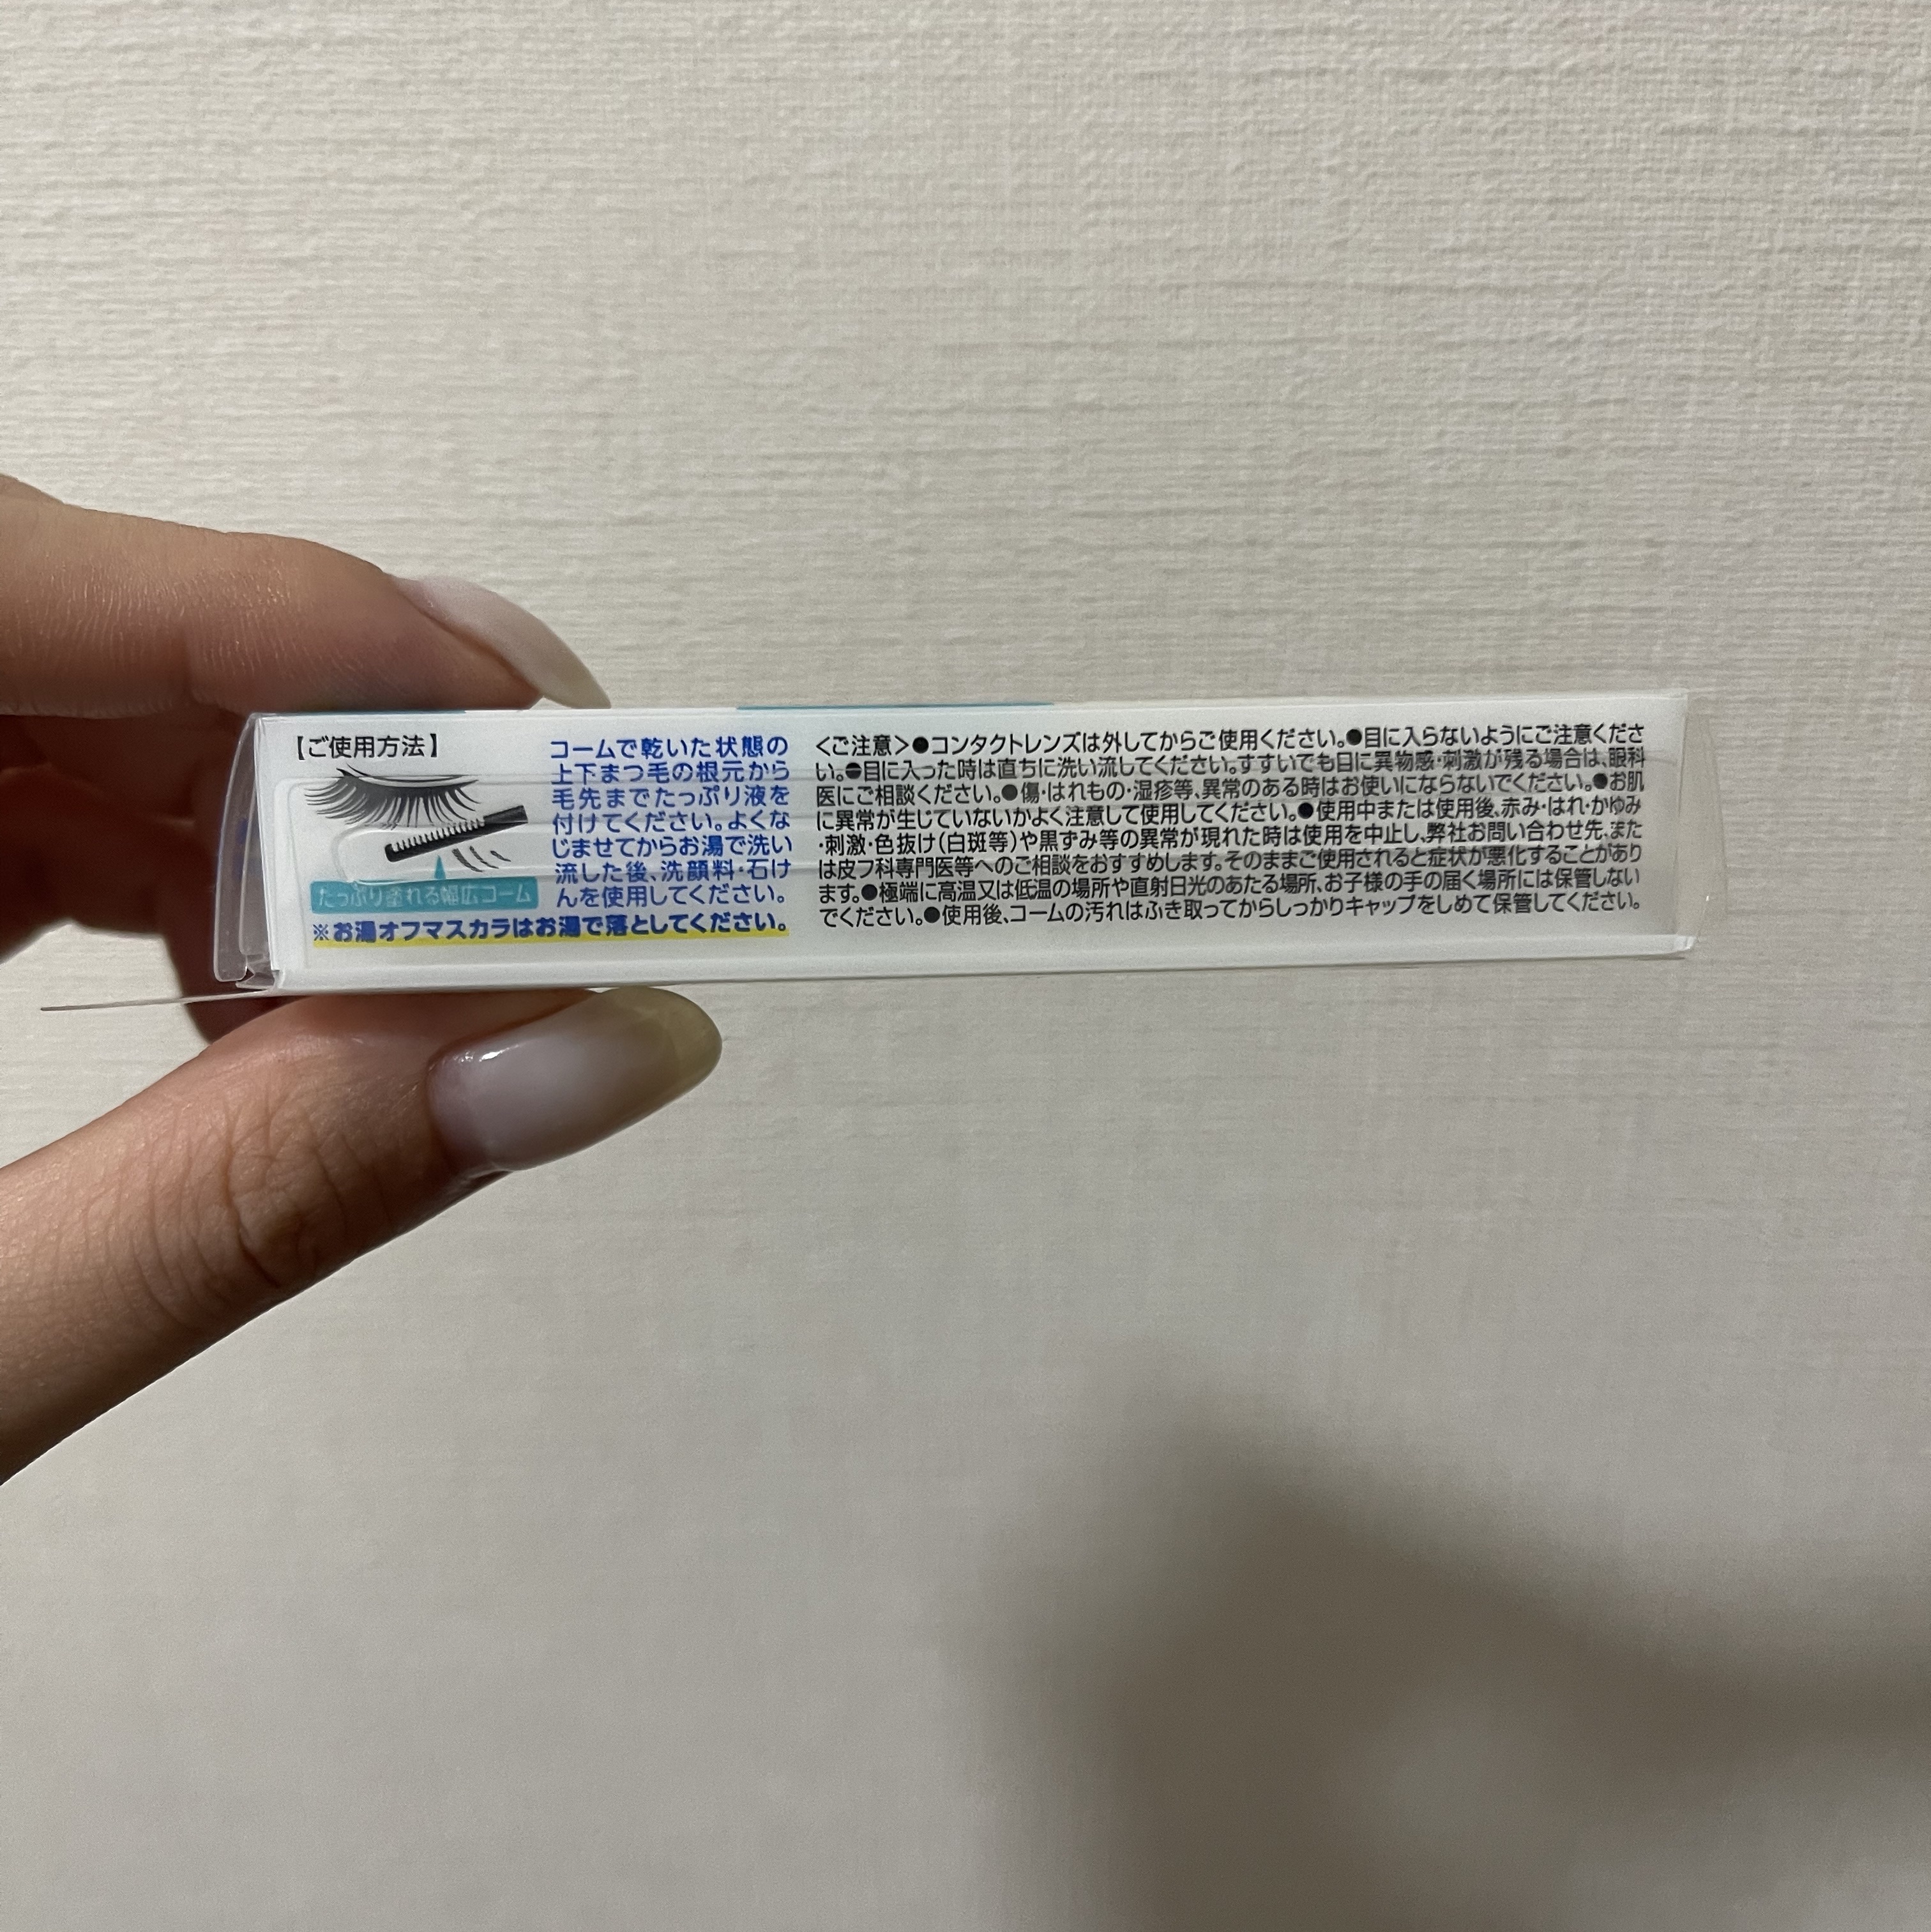 【ご使用方法】
たっぷり塗れる幅広コーム
コームで乾いた状態の
上下まつ毛の根元から
毛先までたっぷり液を
付けてください。よくな
じませてからお湯で洗い
流した後、洗顔料・石け
んを使用してください。
※お湯オフマスカラはお湯で落としてください。
＜ご注意＞●コンタクトレンズは外してからご使用ください。●目に入らないようにご注意くださ
い。●目に入った時は直ちに洗い流してください。すすいでも目に異物感・刺激が残る場合は、眼科
医にご相談ください。●傷・はれもの・湿疹等、異常のある時はお使いにならないでください。●お肌
に異常が生じていないかよく注意して使用してください。●使用中または使用後、赤み・はれ・かゆみ
・刺激・色抜け(白斑等)や黒ずみ等の異常が現れた時は使用を中止し、弊社お問い合わせ先、また
は皮フ科専門医等へのご相談をおすすめします。そのままご使用されると症状が悪化することがあり
ます。●極端に高温又は低温の場所や直射日光のあたる場所、お子様の手の届く場所には保管しない
でください。●使用後、コームの汚れはふき取ってからしっかりキャップをしめて保管してください。